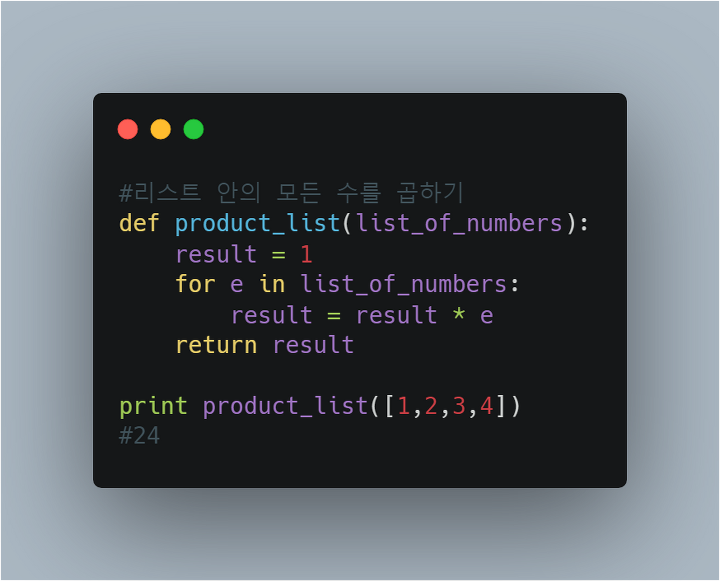 #리스트 안의 모든 수를 곱하기
def product_list(list_of_numbers):
    result = 1
    for e in list_of_numbers:
        result = result * e
    return result

print product_list([1,2,3,4])
#24